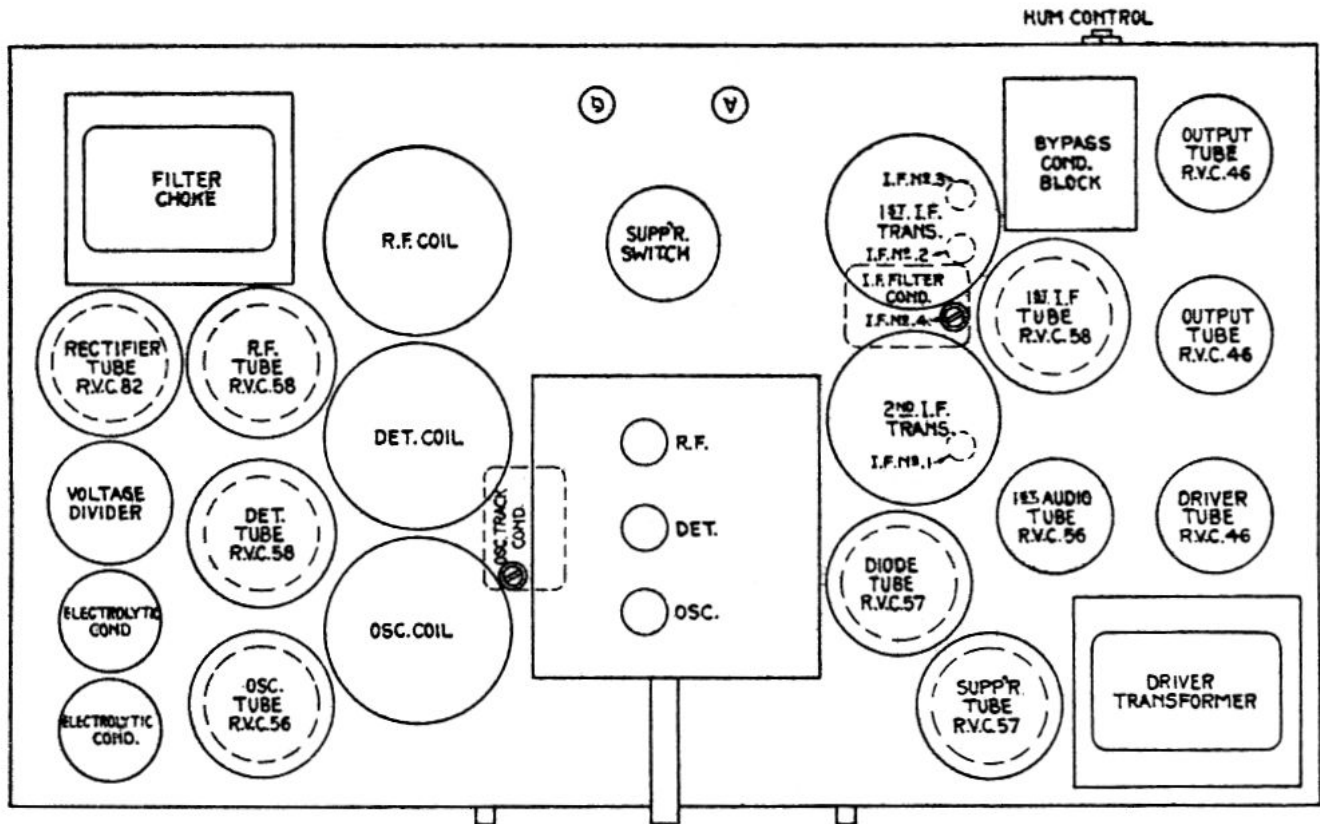 HUM CONTROL
G
A
FILTER
CHOKE
R.F. COIL
SUPP'R.
SWITCH
I.F. No. 3
1ST. I.F.
TRANS.
I.F. No. 2
I.F. FILTER
COND.
I.F. No. 4
BYPASS
COND.
BLOCK
OUTPUT
TUBE
R.V.C. 46
RECTIFIER
TUBE
R.V.C. 82
R.F.
TUBE
R.V.C. 58
1ST. I.F
TUBE
R.V.C. 58
OUTPUT
TUBE
R.V.C. 46
DET. COIL
R.F.
DET.
OSC.
2ND. I.F.
TRANS.
I.F. No. 1
VOLTAGE
DIVIDER
DET.
TUBE
R.V.C. 58
OSC. TRACK
COND.
1ST AUDIO
TUBE
R.V.C. 56
DRIVER
TUBE
R.V.C. 46
DIODE
TUBE
R.V.C. 57
ELECTROLYTIC
COND
OSC. COIL
ELECTROLYTIC
COND.
OSC.
TUBE
R.V.C. 56
SUPP'R.
TUBE
R.V.C. 57
DRIVER
TRANSFORMER